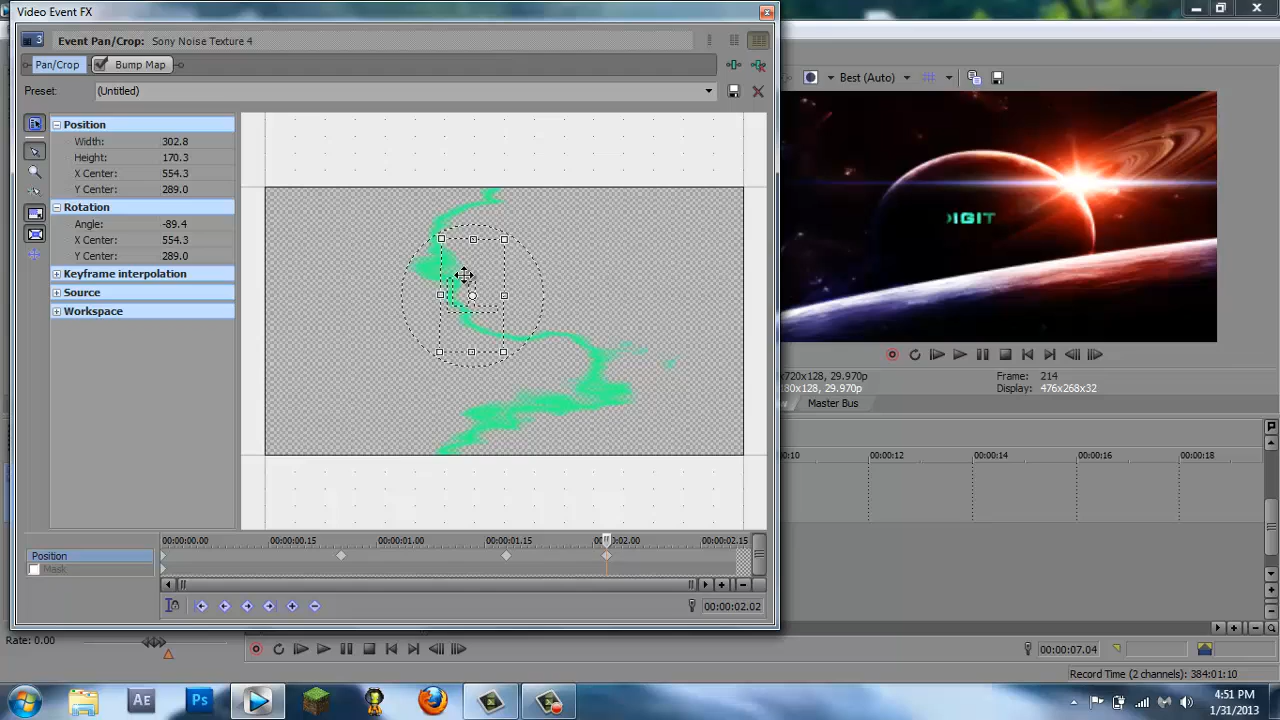 Video Event FX
3
Event Pan/Crop: Sony Noise Texture 4
Pan/Crop
Bump Map
Preset: (Untitled)
Best (Auto)
Position
Width: 302.8
Height: 170.3
X Center: 554.3
Y Center: 289.0
Rotation
Angle: -89.4
X Center: 554.3
Y Center: 289.0
Keyframe interpolation
Source
Workspace
DIGIT
720x128, 29.970p
Frame: 214
80x128, 29.970p
Display: 476x268x32
Master Bus
:10 00:00:12 00:00:14 00:00:16 00:00:18
00:00:00.00 00:00:00.15 00:00:01.00 00:00:01.15 00:00:02.00 00:00:02.15
Position
Mask
00:00:02.02
Rate: 0.00
00:00:07.04
Record Time (2 channels): 384:01:10
Ae
Ps
4:51 PM
1/31/2013